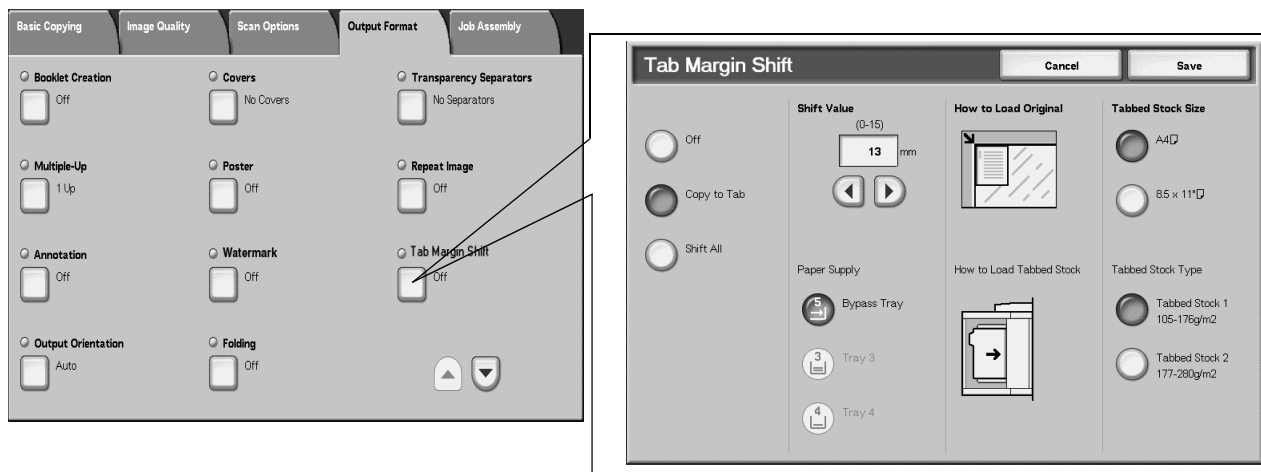 Basic Copying
Image Quality
Scan Options
Output Format
Job Assembly
Booklet Creation
Off
Covers
No Covers
Transparency Separators
No Separators
Multiple-Up
1 Up
Poster
Off
Repeat Image
Off
Annotation
Off
Watermark
Off
Tab Margin Shift
Off
Output Orientation
Auto
Folding
Off
Tab Margin Shift
Cancel
Save
Off
Copy to Tab
Shift All
Shift Value
(0-15)
13 mm
Paper Supply
5
Bypass Tray
3
Tray 3
4
Tray 4
How to Load Original
How to Load Tabbed Stock
Tabbed Stock Size
A4
8.5 x 11"
Tabbed Stock Type
Tabbed Stock 1
105-176g/m2
Tabbed Stock 2
177-280g/m2